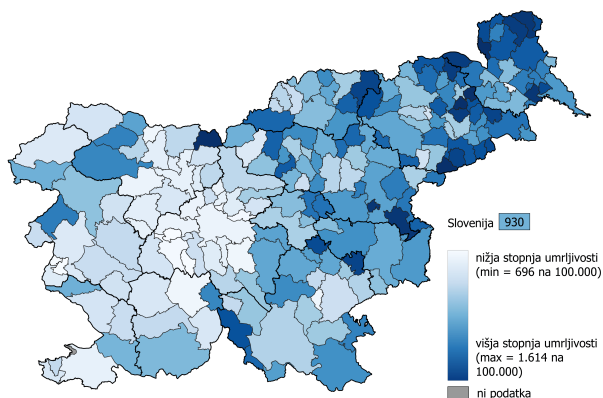 Slovenija 930
nižja stopnja umrljivosti
(min = 696 na 100.000)
višja stopnja umrljivosti
(max = 1.614 na
100.000)
ni podatka